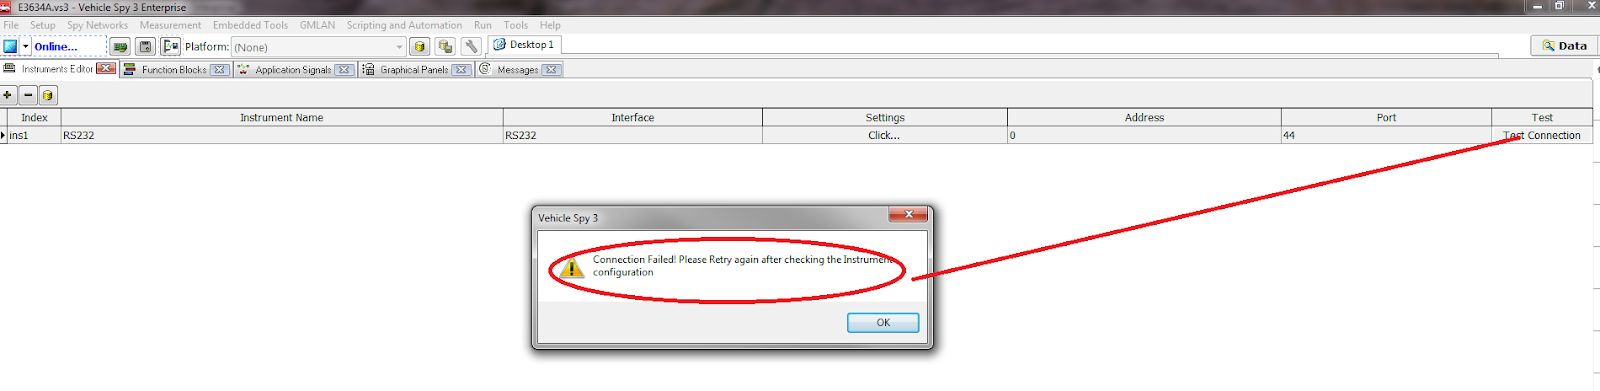 E3634A.vs3 - Vehicle Spy 3 Enterprise
File Setup Spy Networks Measurement Embedded Tools GMLAN Scripting and Automation Run Tools Help
Online... Platform: (None) Desktop 1 Data
Instruments Editor Function Blocks Application Signals Graphical Panels Messages
Index Instrument Name Interface Settings Address Port Test
ins1 RS232 RS232 Click... 0 44 Test Connection
Vehicle Spy 3
Connection Failed! Please Retry again after checking the Instrument
configuration
OK